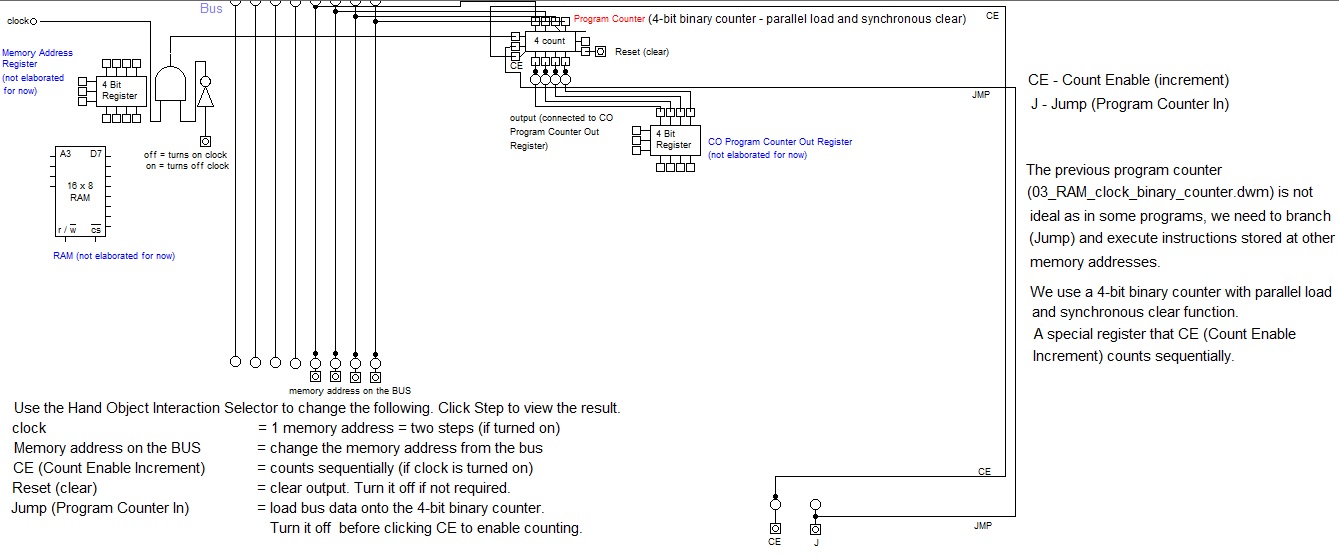 Bus
clock
Program Counter (4-bit binary counter - parallel load and synchronous clear)
CE
4 count
Reset (clear)
CE
Memory Address
Register
(not elaborated
for now)
4 Bit
Register
JMP
CE - Count Enable (increment)
J - Jump (Program Counter In)
output (connected to CO
Program Counter Out
Register)
4 Bit
Register
CO Program Counter Out Register
(not elaborated for now)
off = turns on clock
on = turns off clock
A3 D7
16 x 8
RAM
r / w cs
RAM (not elaborated for now)
The previous program counter
(03_RAM_clock_binary_counter.dwm) is not
ideal as in some programs, we need to branch
(Jump) and execute instructions stored at other
memory addresses.
We use a 4-bit binary counter with parallel load
and synchronous clear function.
A special register that CE (Count Enable
Increment) counts sequentially.
memory address on the BUS
Use the Hand Object Interaction Selector to change the following. Click Step to view the result.
clock = 1 memory address = two steps (if turned on)
Memory address on the BUS = change the memory address from the bus
CE (Count Enable Increment) = counts sequentially (if clock is turned on)
Reset (clear) = clear output. Turn it off if not required.
Jump (Program Counter In) = load bus data onto the 4-bit binary counter.
Turn it off before clicking CE to enable counting.
CE
JMP
CE
J